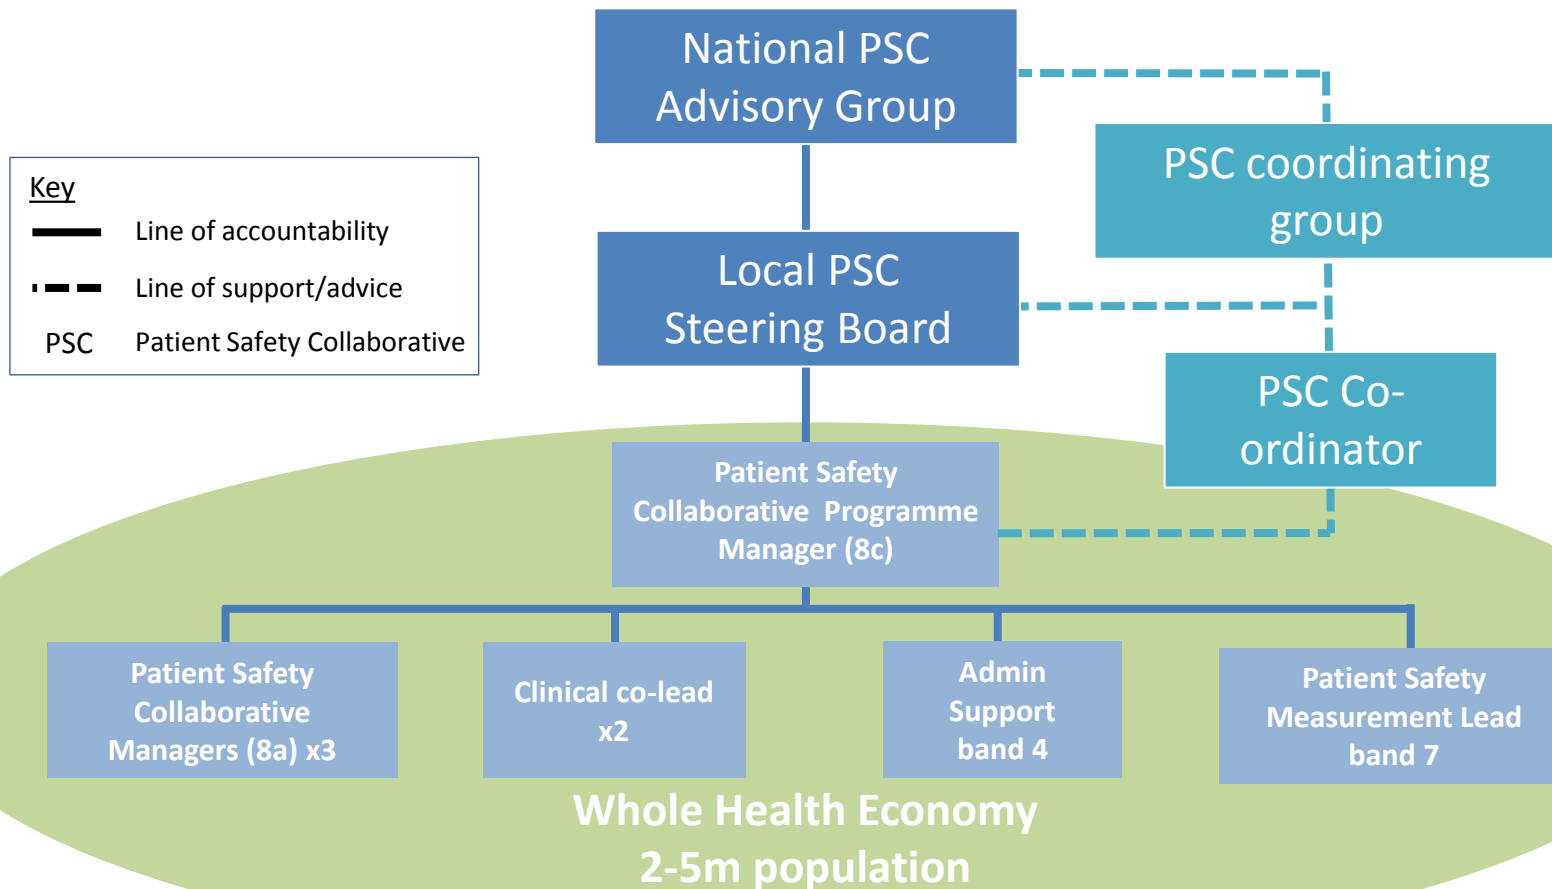 National PSC
Advisory Group
PSC coordinating
group
Key
Line of accountability
Line of support/advice
PSC Patient Safety Collaborative
Local PSC
Steering Board
PSC Co-
ordinator
Patient Safety
Collaborative Programme
Manager (8c)
Patient Safety
Collaborative
Managers (8a) x3
Clinical co-lead
x2
Admin
Support
band 4
Patient Safety
Measurement Lead
band 7
Whole Health Economy
2-5m population